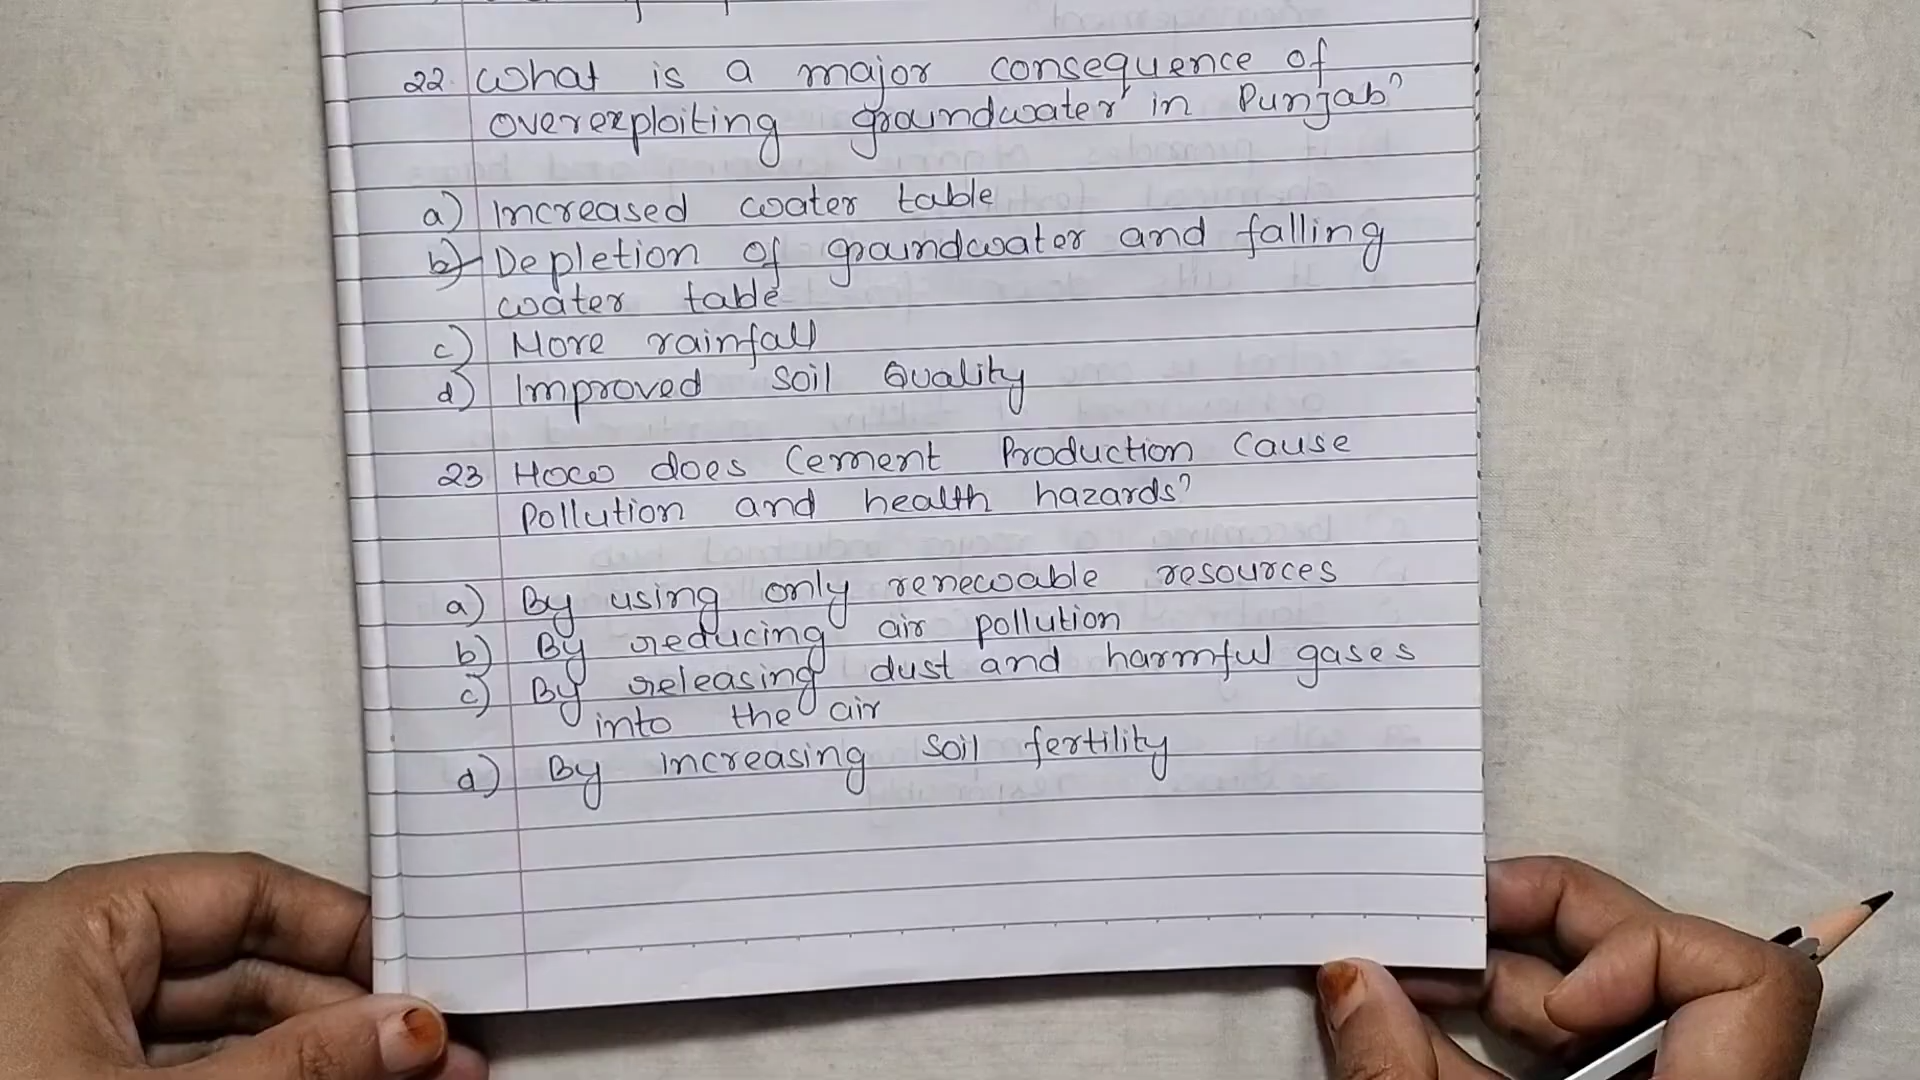 22. What is a major consequence of
overexploiting groundwater in Punjab?
a) Increased water table
b) Depletion of groundwater and falling
water table
c) More rainfall
d) Improved soil Quality
23 How does Cement Production Cause
Pollution and health hazards?
a) By using only renewable resources
b) By reducing air pollution
c) By releasing dust and harmful gases
into the air
d) By increasing soil fertility